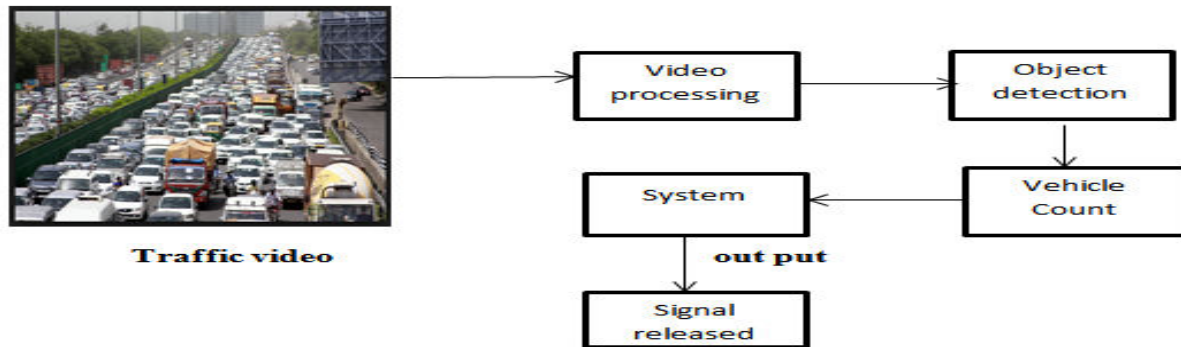 Video
processing
Object
detection
System
Vehicle
Count
Traffic video
out put
Signal
released